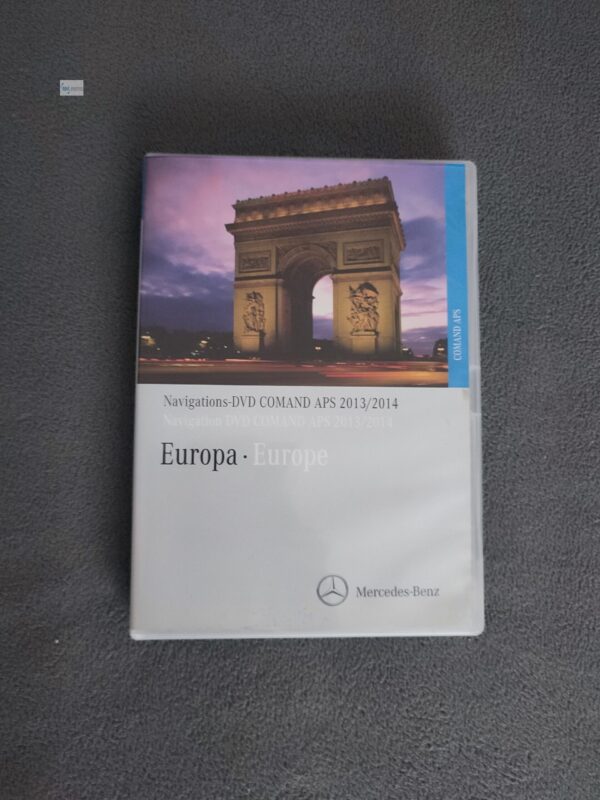 COMAND APS
Navigations-DVD COMAND APS 2013/2014
Navigation DVD COMAND APS 2013/2014
Europa · Europe
Mercedes-Benz